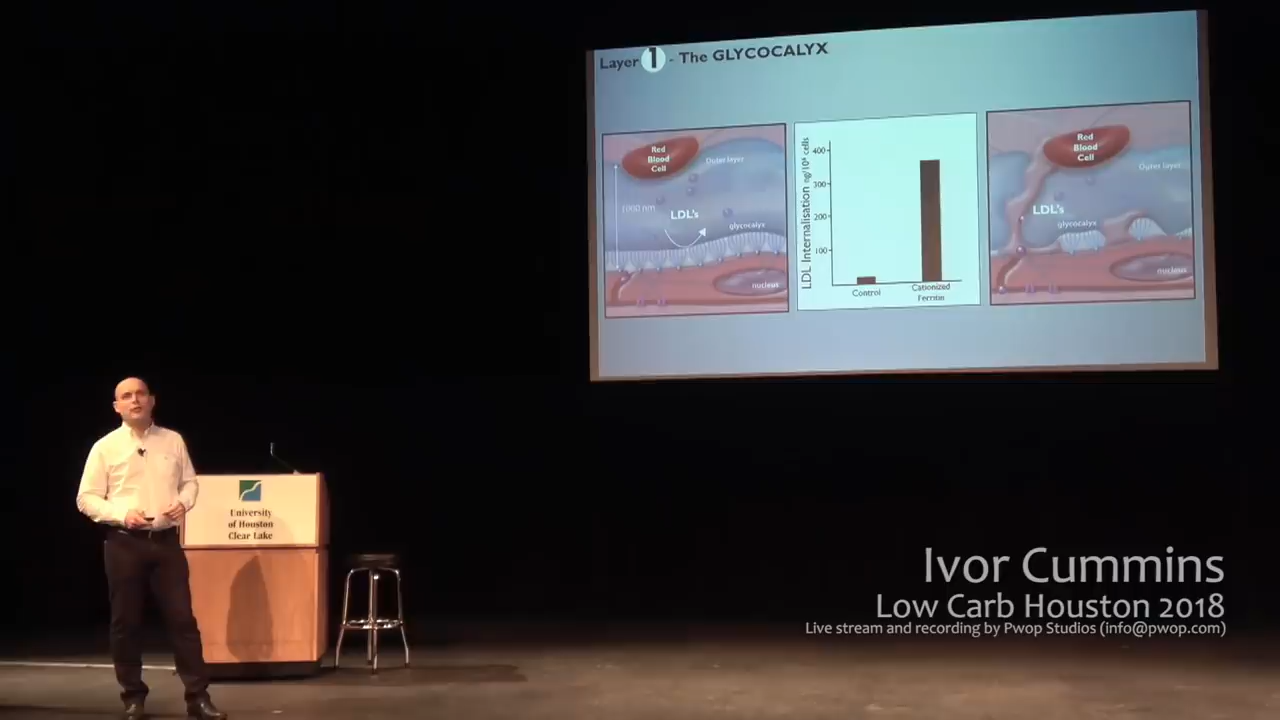 Layer 1 - The GLYCOCALYX
Red
Blood
Cell
Outer layer
1000 nm
LDL's
glycocalyx
nucleus
LDL Internalisation ng/10⁶ cells
400
300
200
100
Control
Cationized
Ferritin
Red
Blood
Cell
Outer layer
LDL's
glycocalyx
nucleus
University
of Houston
Clear Lake
Ivor Cummins
Low Carb Houston 2018
Live stream and recording by Pwop Studios (info@pwop.com)